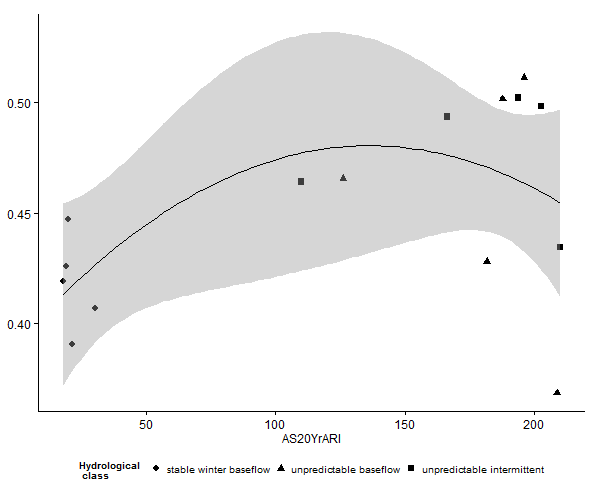 0.50
0.45
0.40
50 100 150 200
AS20YrARI
Hydrological class stable winter baseflow unpredictable baseflow unpredictable intermittent